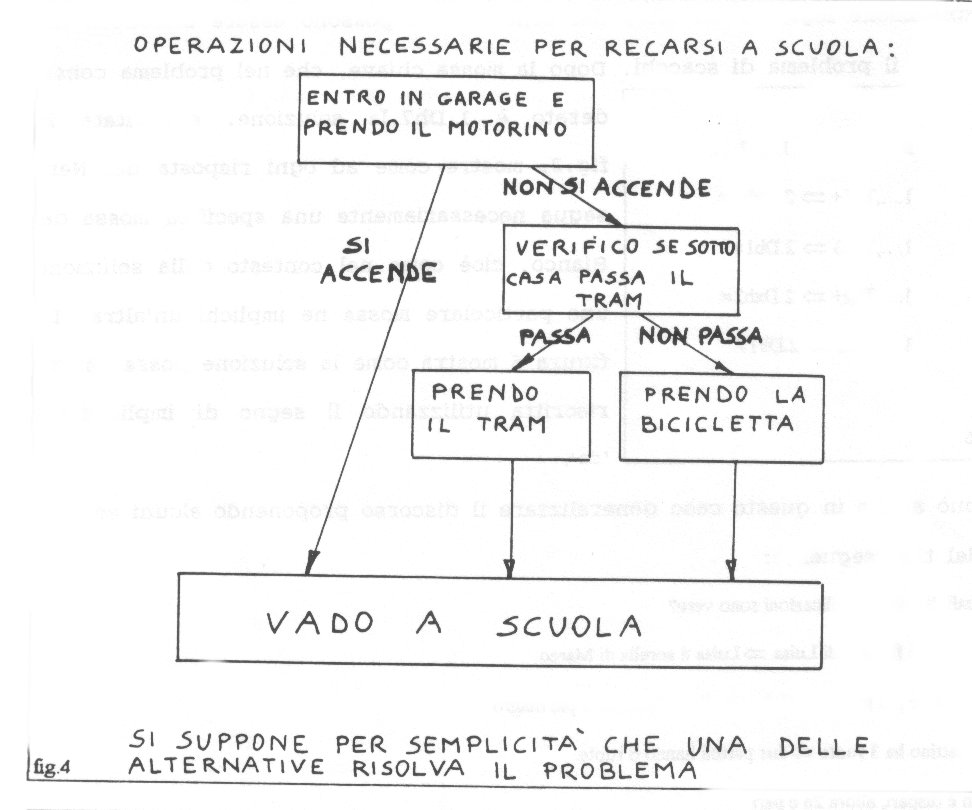 OPERAZIONI NECESSARIE PER RECARSI A SCUOLA:
ENTRO IN GARAGE E
PRENDO IL MOTORINO
NON SI ACCENDE
SI
ACCENDE
VERIFICO SE SOTTO
CASA PASSA IL
TRAM
PASSA
NON PASSA
PRENDO
IL TRAM
PRENDO LA
BICICLETTA
VADO A SCUOLA
SI SUPPONE PER SEMPLICITA' CHE UNA DELLE
ALTERNATIVE RISOLVA IL PROBLEMA
fig.4